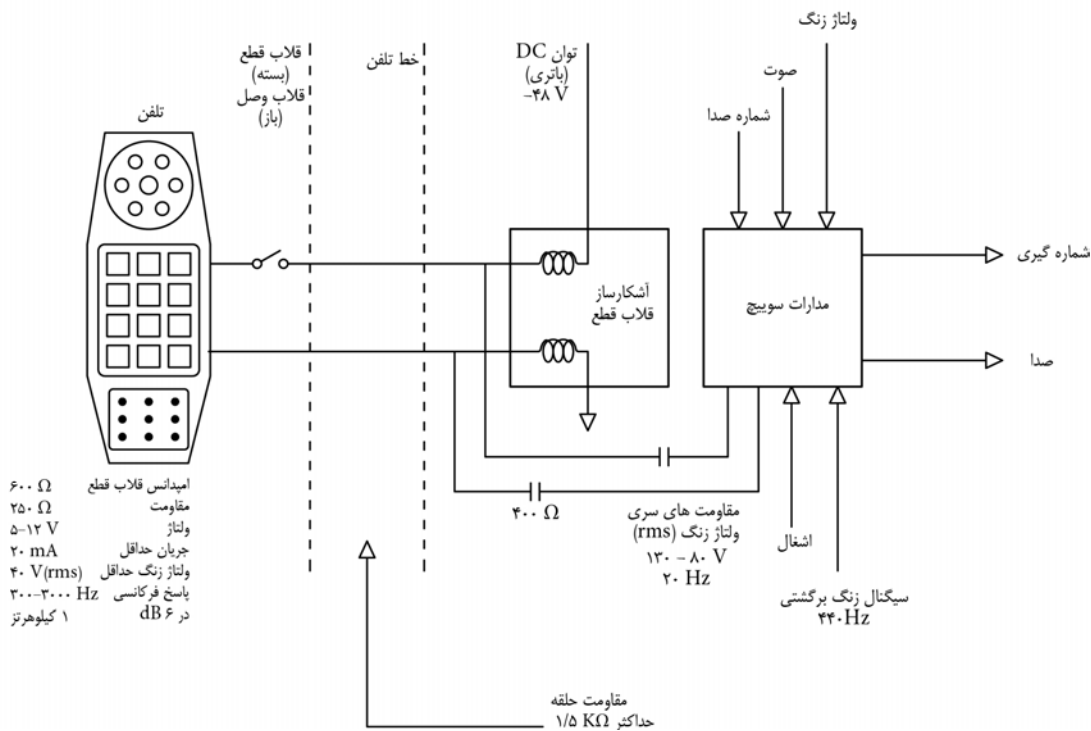 ولتاژ زنگ
توان DC
(باتری)
-۴۸ V
قلاب قطع
(بسته)
قلاب وصل
(باز)
خط تلفن
صوت
شماره صدا
تلفن
شماره گیری
آشکارساز
قلاب قطع
مدارات سوییچ
صدا
امپدانس قلاب قطع ۶۰۰ Ω
مقاومت ۲۵۰ Ω
ولتاژ ۵-۱۲ V
جریان حداقل ۲۰ mA
ولتاژ زنگ حداقل ۴۰ V(rms)
پاسخ فرکانسی ۳۰۰-۳۰۰۰ Hz
در ۶ dB ۱ کیلوهرتز
۴۰۰ Ω
مقاومت های سری
ولتاژ زنگ (rms)
۱۳۰ - ۸۰ V
۲۰ Hz
اشغال
سیگنال زنگ برگشتی
۴۴۰Hz
مقاومت حلقه
حداکثر ۱/۵ KΩ